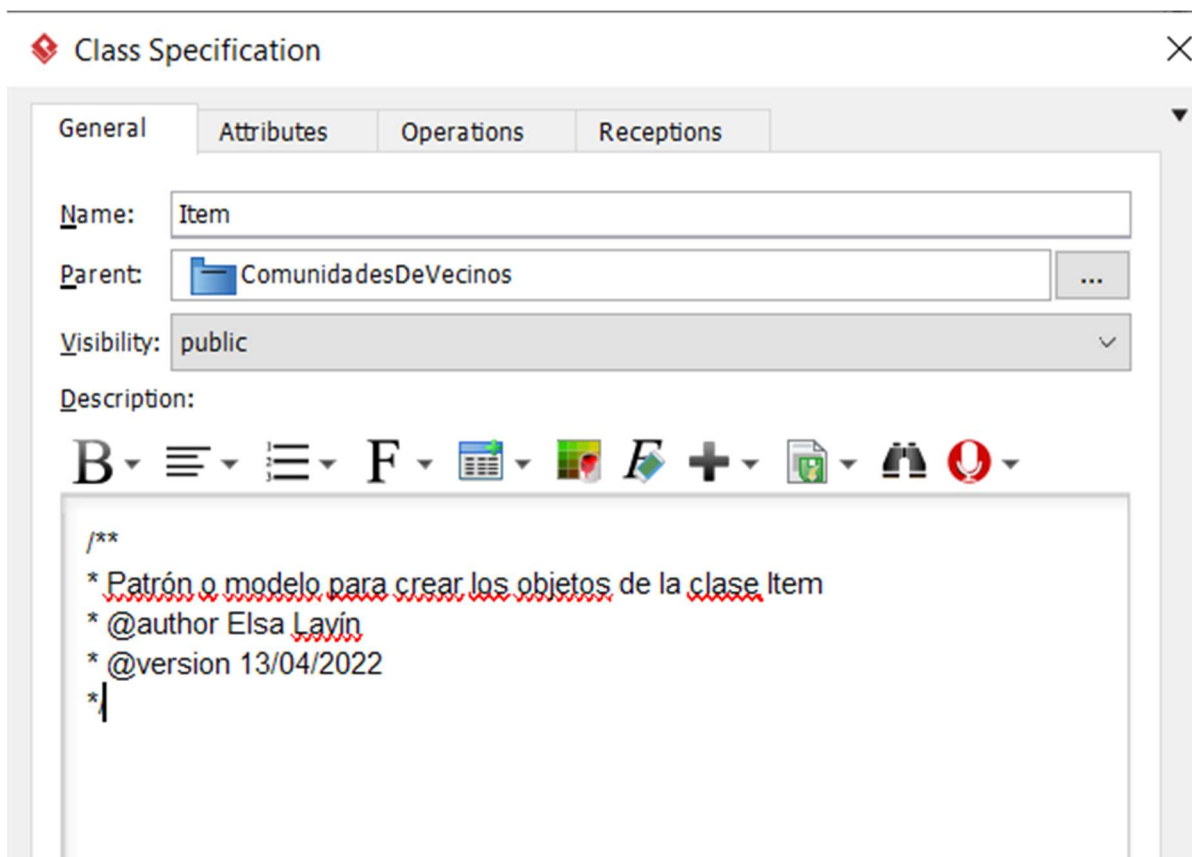 Class Specification
General Attributes Operations Receptions
Name: Item
Parent: ComunidadesDeVecinos ...
Visibility: public
Description:
/**
* Patrón o modelo para crear los objetos de la clase Item
* @author Elsa Lavín
* @version 13/04/2022
*/